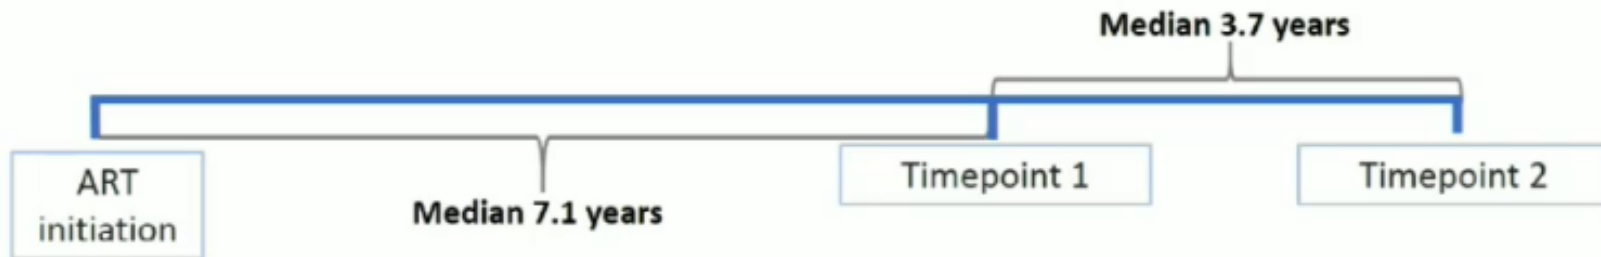 Median 3.7 years
ART
initiation
Timepoint 1
Timepoint 2
Median 7.1 years